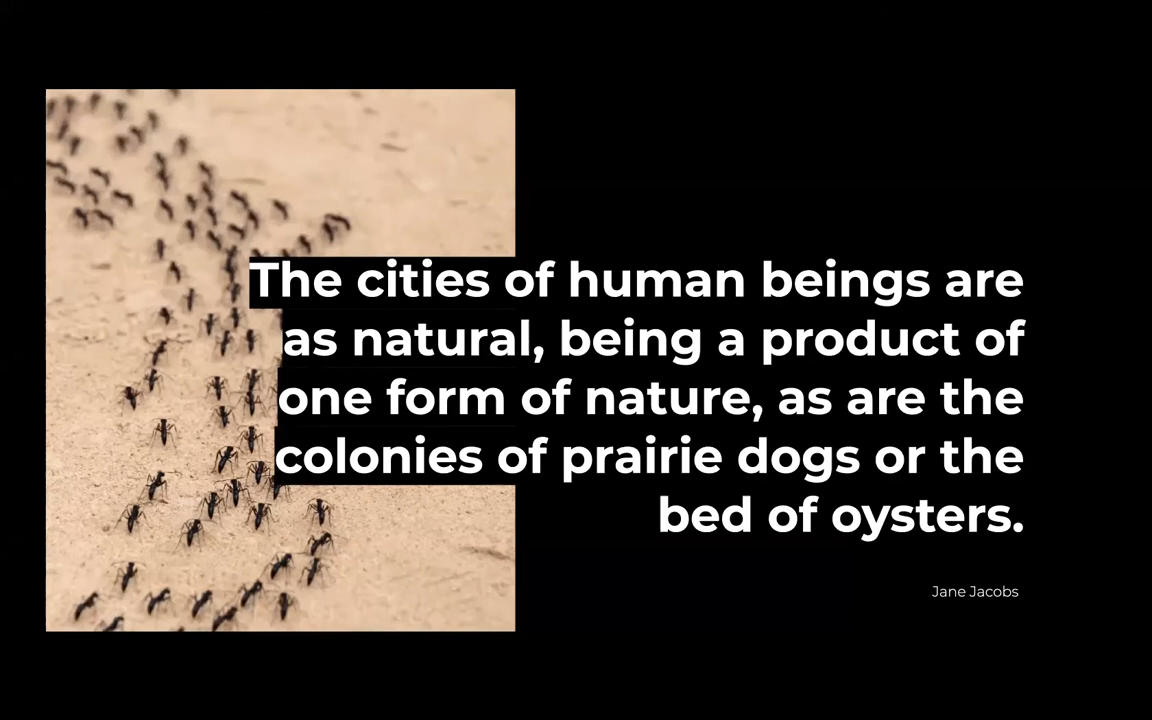 The cities of human beings are
as natural, being a product of
one form of nature, as are the
colonies of prairie dogs or the
bed of oysters.
Jane Jacobs